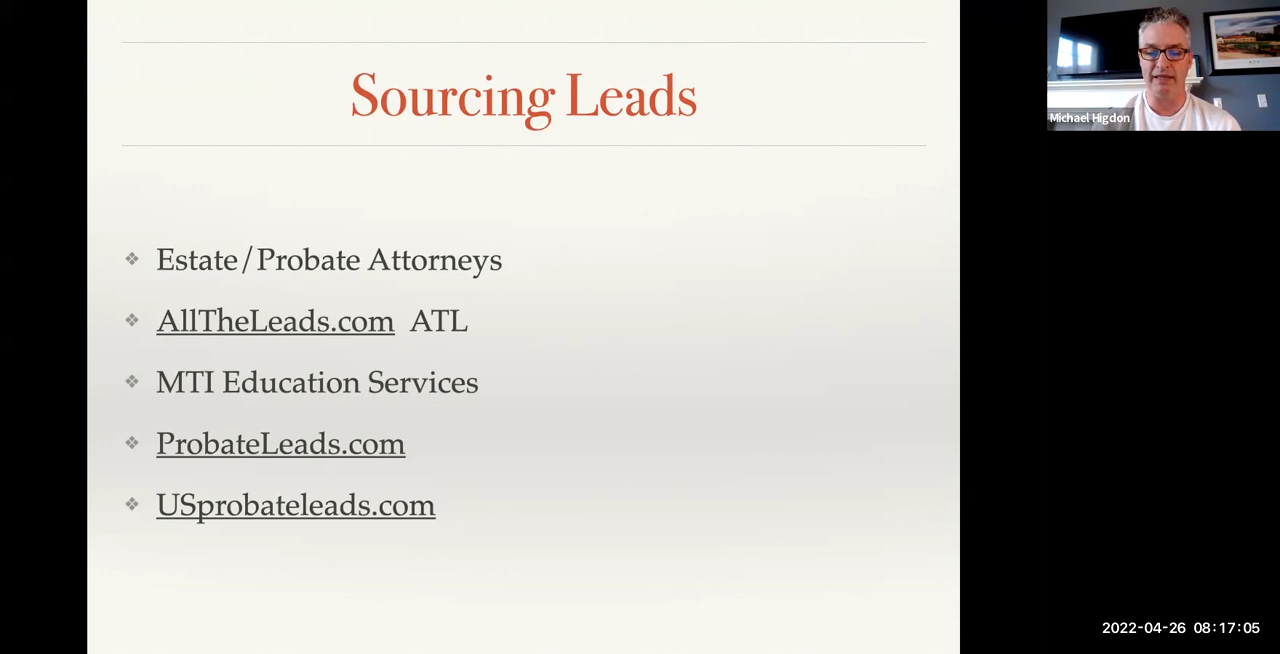 Sourcing Leads
Estate/Probate Attorneys
AllTheLeads.com ATL
MTI Education Services
ProbateLeads.com
USprobateleads.com
Michael Higdon
2022-04-26 08:17:05